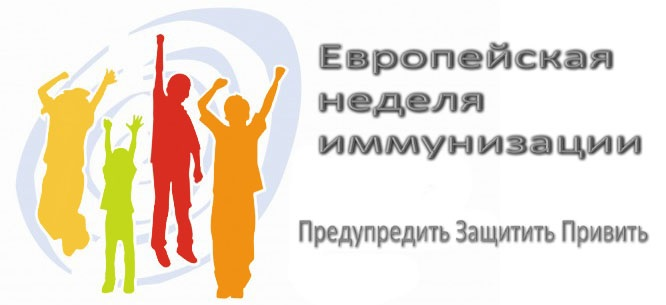 Европейская
неделя
иммунизации
Предупредить Защитить Привить